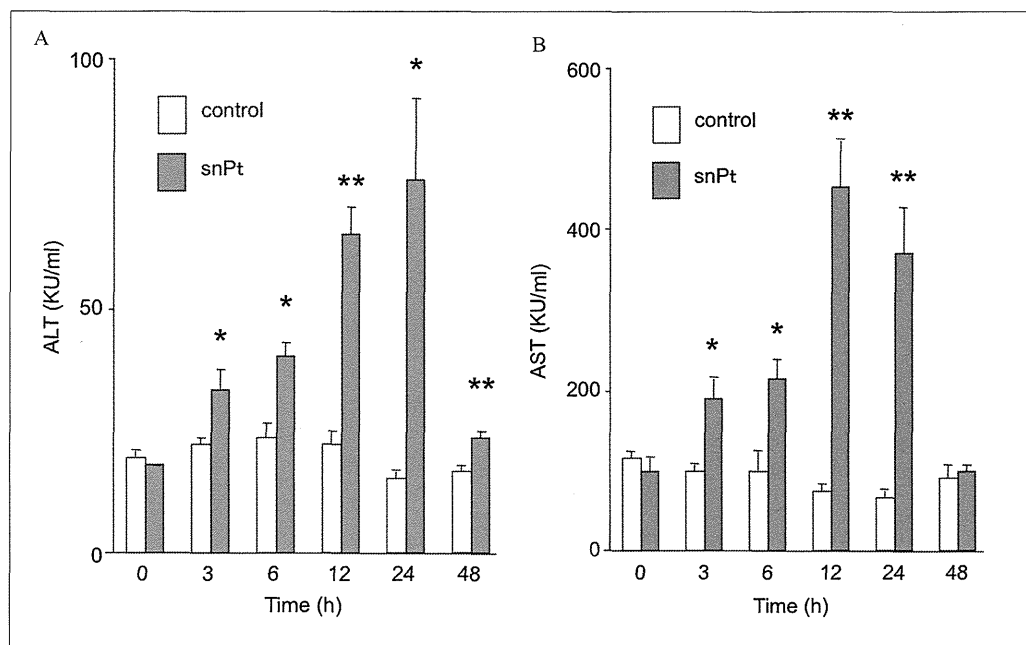 A
100
50
0
ALT (KU/ml)
control
snPt
*
*
**
*
**
0 3 6 12 24 48
Time (h)
B
600
400
200
0
AST (KU/ml)
control
snPt
*
*
**
**
0 3 6 12 24 48
Time (h)